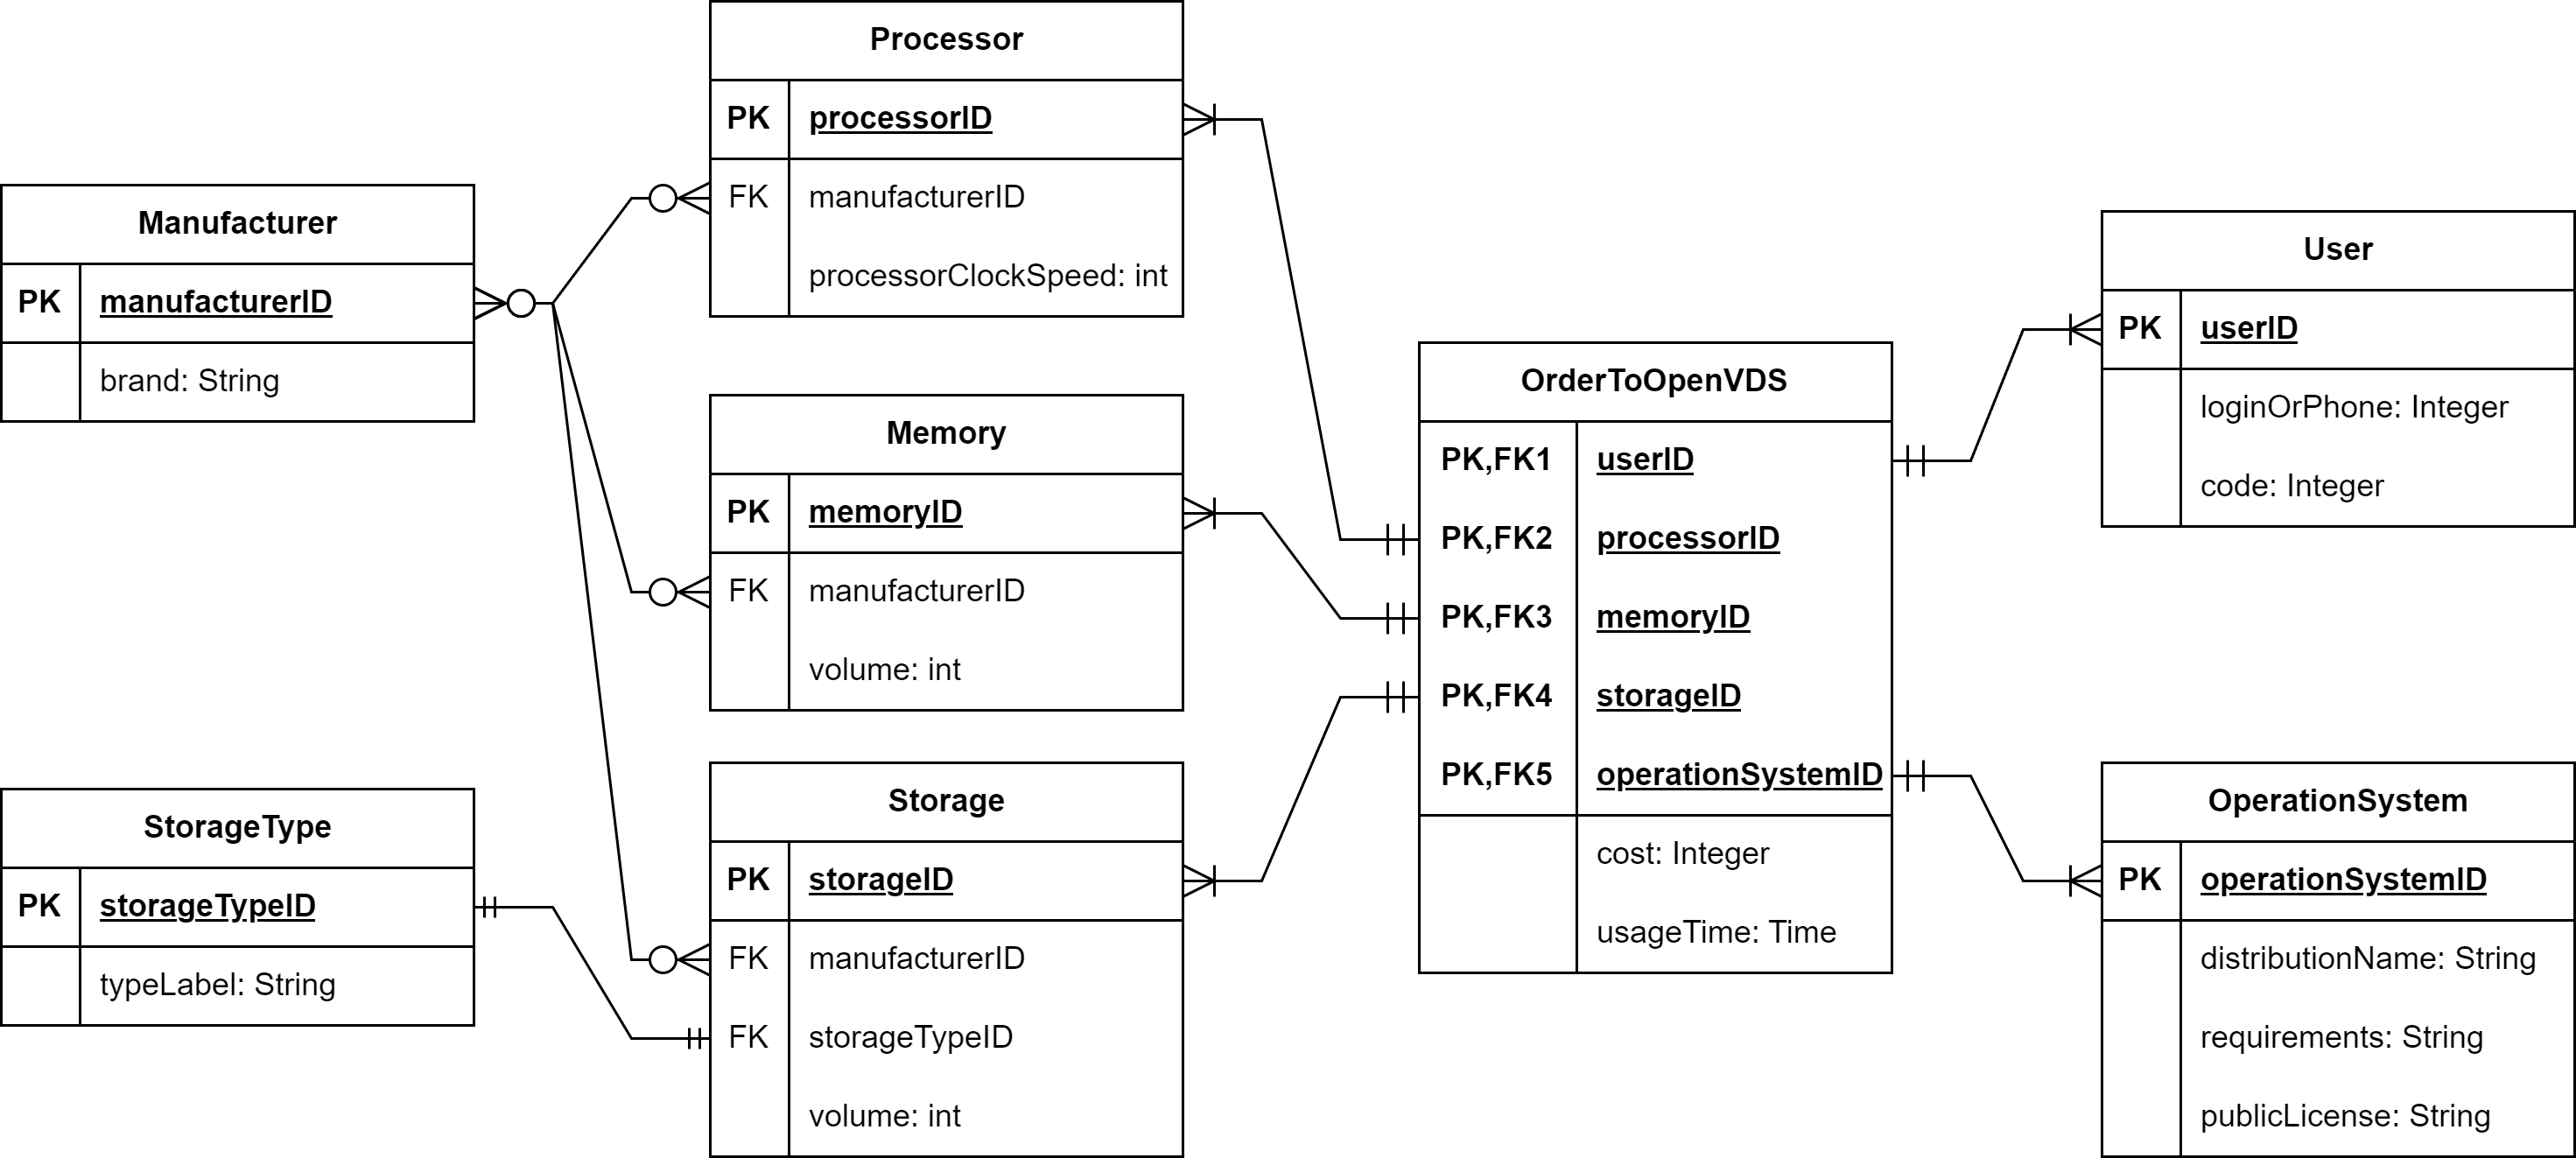 Processor
PK processorID
FK manufacturerID
processorClockSpeed: int
Manufacturer
PK manufacturerID
brand: String
Memory
PK memoryID
FK manufacturerID
volume: int
StorageType
PK storageTypeID
typeLabel: String
Storage
PK storageID
FK manufacturerID
FK storageTypeID
volume: int
OrderToOpenVDS
PK,FK1 userID
PK,FK2 processorID
PK,FK3 memoryID
PK,FK4 storageID
PK,FK5 operationSystemID
cost: Integer
usageTime: Time
User
PK userID
loginOrPhone: Integer
code: Integer
OperationSystem
PK operationSystemID
distributionName: String
requirements: String
publicLicense: String